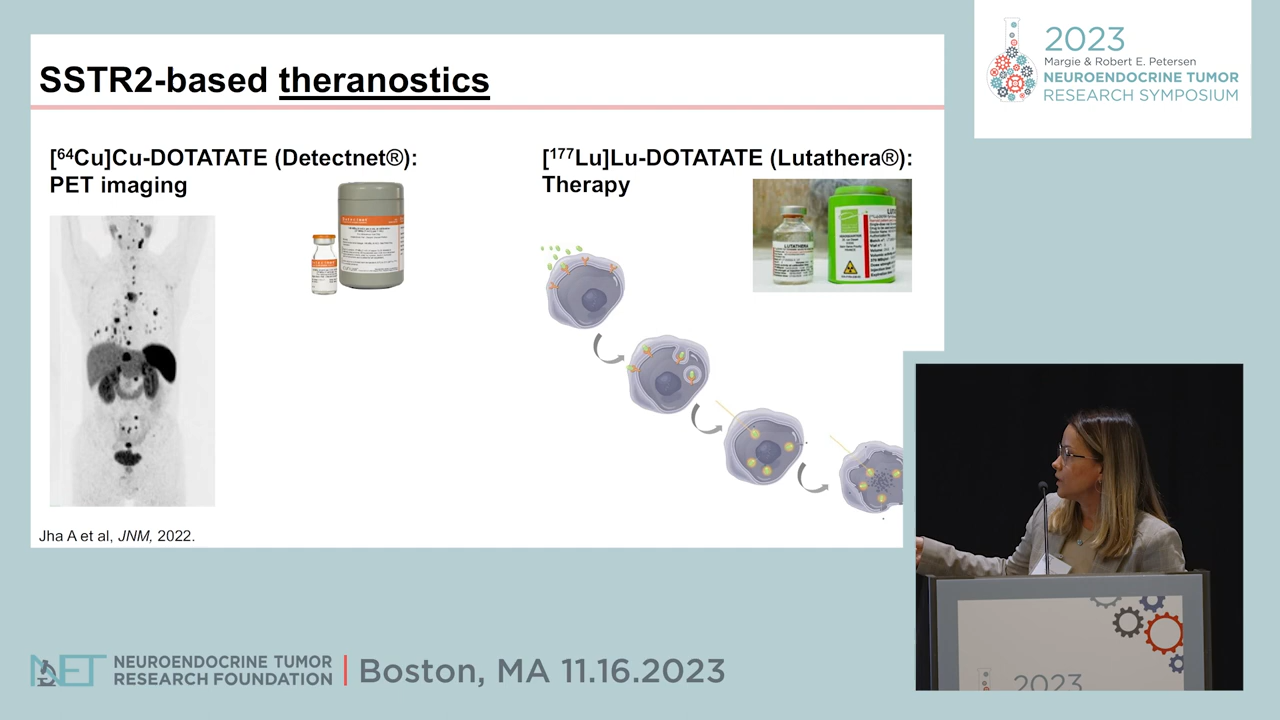 SSTR2-based theranostics
[⁶⁴Cu]Cu-DOTATATE (Detectnet®):
PET imaging
[¹⁷⁷Lu]Lu-DOTATATE (Lutathera®):
Therapy
LUTATHERA
Jha A et al, JNM, 2022.
2023
Margie & Robert E. Petersen
NEUROENDOCRINE TUMOR
RESEARCH SYMPOSIUM
NET
NEUROENDOCRINE TUMOR
RESEARCH FOUNDATION
Boston, MA 11.16.2023
2023